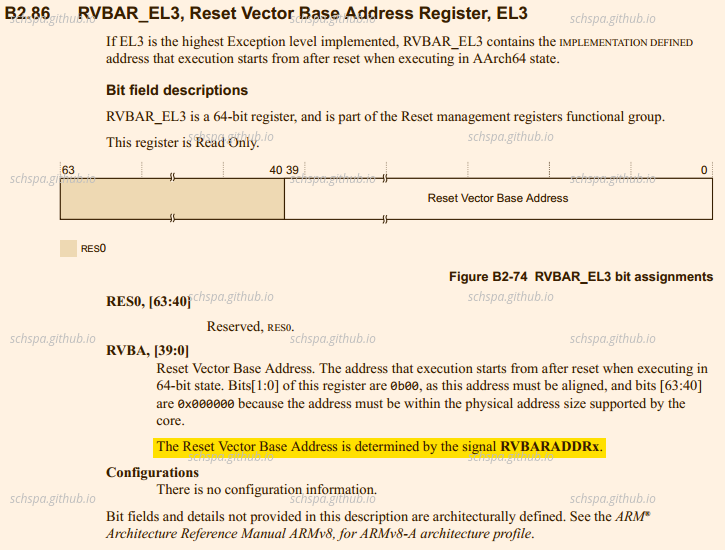 B2.86 RVBAR_EL3, Reset Vector Base Address Register, EL3
schspa.github.io schspa.github.io schspa.github.io
If EL3 is the highest Exception level implemented, RVBAR_EL3 contains the IMPLEMENTATION DEFINED
address that execution starts from after reset when executing in AArch64 state.
Bit field descriptions
RVBAR_EL3 is a 64-bit register, and is part of the Reset management registers functional group.
This register is Read Only.
schspa.github.io schspa.github.io
63 40 39 0
schspa.github.io schspa.github.io schspa.github.io
Reset Vector Base Address
RES0
Figure B2-74 RVBAR_EL3 bit assignments
RES0, [63:40]
schspa.github.io schspa.github.io
Reserved, RES0.
schspa.github.io schspa.github.io schspa.github.io
RVBA, [39:0]
Reset Vector Base Address. The address that execution starts from after reset when executing in
64-bit state. Bits[1:0] of this register are 0b00, as this address must be aligned, and bits [63:40]
are 0x000000 because the address must be within the physical address size supported by the
core.
The Reset Vector Base Address is determined by the signal RVBARADDRx.
schspa.github.io schspa.github.io
Configurations
There is no configuration information.
schspa.github.io schspa.github.io schspa.github.io
Bit fields and details not provided in this description are architecturally defined. See the ARM®
Architecture Reference Manual ARMv8, for ARMv8-A architecture profile.